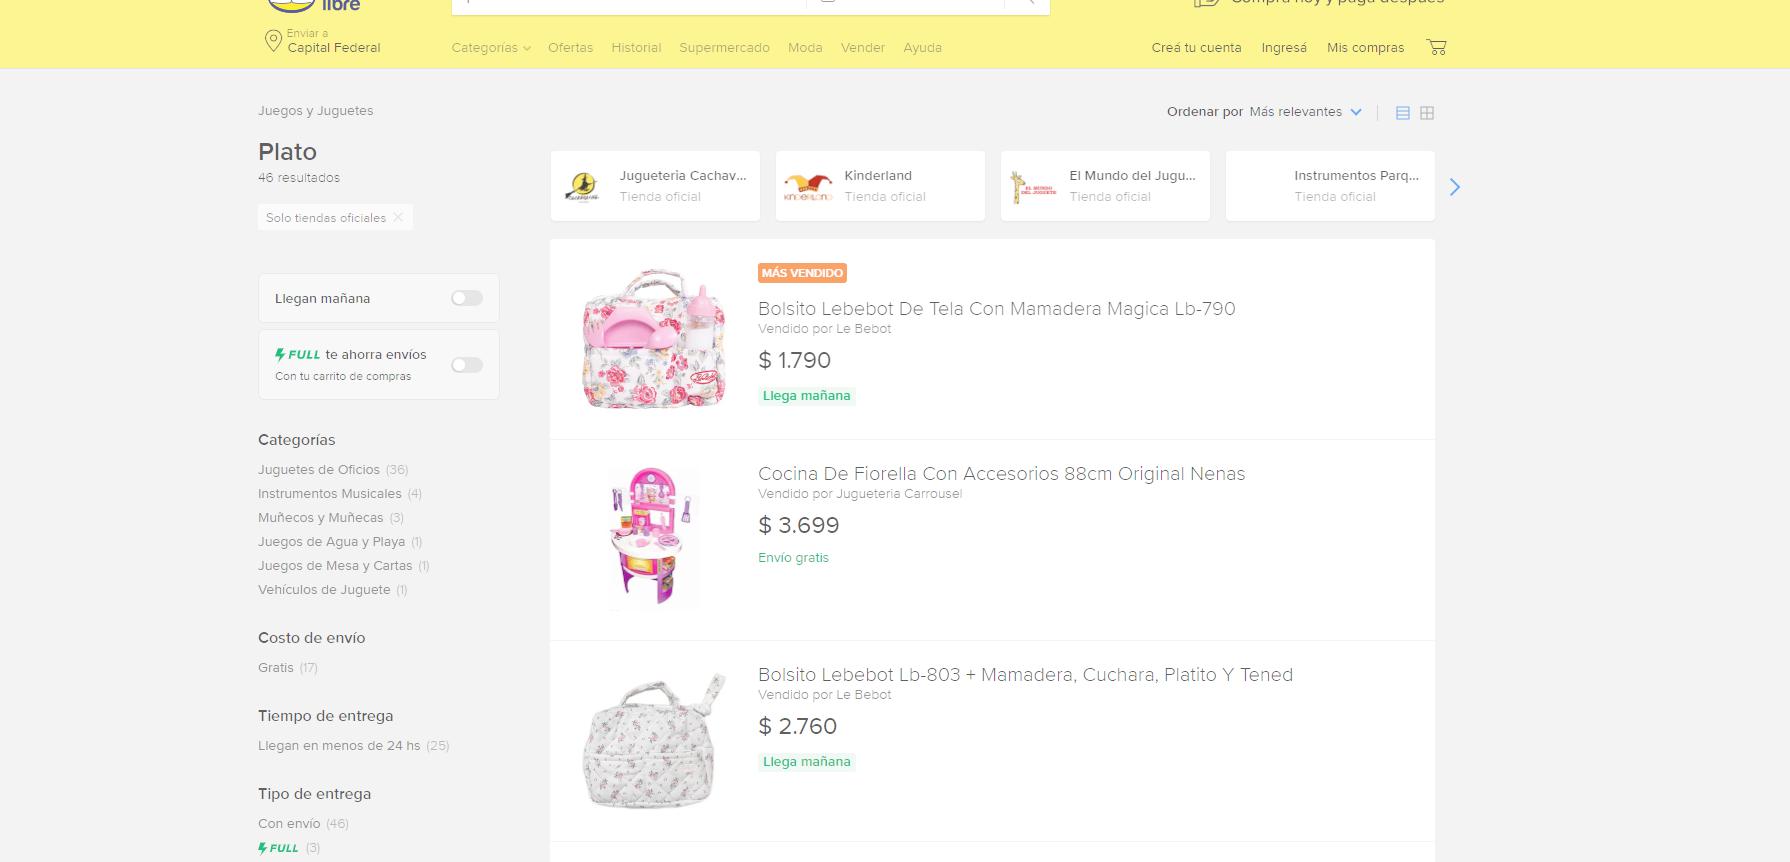 libre
Compra hoy y paga después
Enviar a
Capital Federal
Categorías
Ofertas
Historial
Supermercado
Moda
Vender
Ayuda
Creá tu cuenta
Ingresá
Mis compras
Juegos y Juguetes
Plato
46 resultados
Solo tiendas oficiales
Llegan mañana
FULL te ahorra envíos
Con tu carrito de compras
Categorías
Juguetes de Oficios (36)
Instrumentos Musicales (4)
Muñecos y Muñecas (3)
Juegos de Agua y Playa (1)
Juegos de Mesa y Cartas (1)
Vehículos de Juguete (1)
Costo de envío
Gratis (17)
Tiempo de entrega
Llegan en menos de 24 hs (25)
Tipo de entrega
Con envío (46)
FULL (3)
Ordenar por Más relevantes
Jugueteria Cachav...
Tienda oficial
KINDERLAND
Kinderland
Tienda oficial
EL MUNDO
DEL JUGUETE
El Mundo del Jugu...
Tienda oficial
Instrumentos Parq...
Tienda oficial
MÁS VENDIDO
Bolsito Lebebot De Tela Con Mamadera Magica Lb-790
Vendido por Le Bebot
$ 1.790
Llega mañana
Cocina De Fiorella Con Accesorios 88cm Original Nenas
Vendido por Jugueteria Carrousel
$ 3.699
Envío gratis
Bolsito Lebebot Lb-803 + Mamadera, Cuchara, Platito Y Tened
Vendido por Le Bebot
$ 2.760
Llega mañana